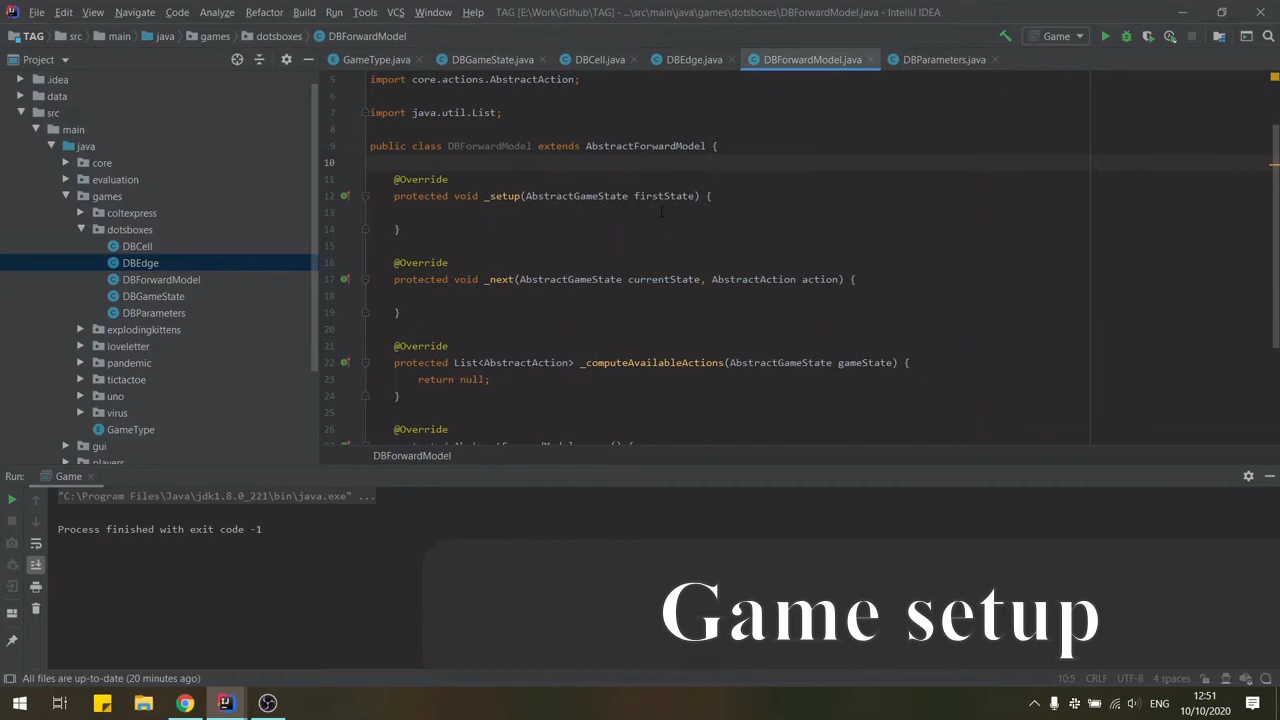 File Edit View Navigate Code Analyze Refactor Build Run Tools VCS Window Help TAG [E:\Work\Github\TAG] - ...\src\main\java\games\dotsboxes\DBForwardModel.java - IntelliJ IDEA
TAG src main java games dotsboxes DBForwardModel Game
Project GameType.java DBGameState.java DBCell.java DBEdge.java DBForwardModel.java DBParameters.java
.idea
data
src
main
java
core
evaluation
games
coltexpress
dotsboxes
DBCell
DBEdge
DBForwardModel
DBGameState
DBParameters
explodingkittens
loveletter
pandemic
tictactoe
uno
virus
GameType
gui
players
5 import core.actions.AbstractAction;
6
7 import java.util.List;
8
9 public class DBForwardModel extends AbstractForwardModel {
10
11 @Override
12 protected void _setup(AbstractGameState firstState) {
13
14 }
15
16 @Override
17 protected void _next(AbstractGameState currentState, AbstractAction action) {
18
19 }
20
21 @Override
22 protected List<AbstractAction> _computeAvailableActions(AbstractGameState gameState) {
23 return null;
24 }
25
26 @Override
DBForwardModel
Run: Game
"C:\Program Files\Java\jdk1.8.0_221\bin\java.exe" ...
Process finished with exit code -1
Game setup
All files are up-to-date (20 minutes ago) 10:5 CRLF UTF-8 4 spaces
ENG 12:51
10/10/2020